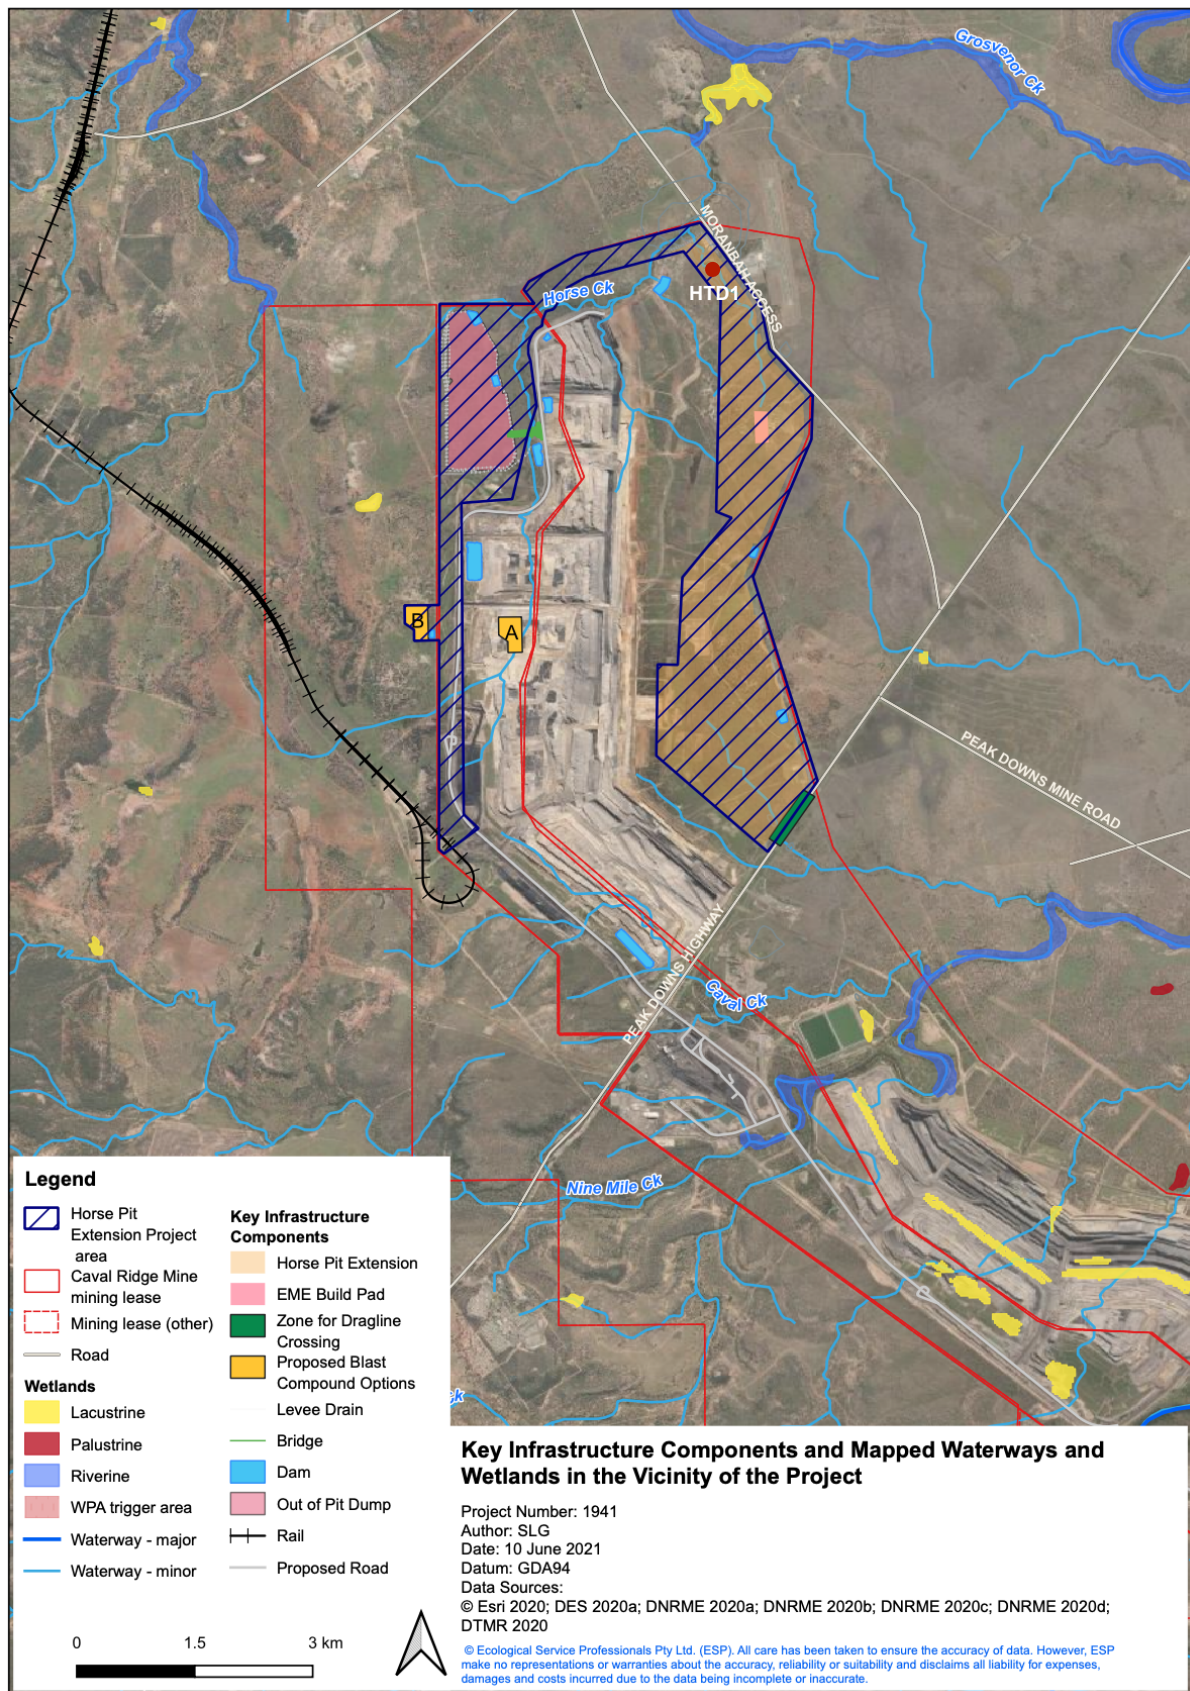 Grosvenor Ck
MORANBAH ACCESS
HTD1
Horse Ck
B
A
PEAK DOWNS MINE ROAD
PEAK DOWNS HIGHWAY
Caval Ck
Nine Mile Ck
Ck
Legend
Horse Pit
Extension Project
area
Caval Ridge Mine
mining lease
Mining lease (other)
Road
Wetlands
Lacustrine
Palustrine
Riverine
WPA trigger area
Waterway - major
Waterway - minor
Key Infrastructure
Components
Horse Pit Extension
EME Build Pad
Zone for Dragline
Crossing
Proposed Blast
Compound Options
Levee Drain
Bridge
Dam
Out of Pit Dump
Rail
Proposed Road
0 1.5 3 km
Key Infrastructure Components and Mapped Waterways and
Wetlands in the Vicinity of the Project
Project Number: 1941
Author: SLG
Date: 10 June 2021
Datum: GDA94
Data Sources:
© Esri 2020; DES 2020a; DNRME 2020a; DNRME 2020b; DNRME 2020c; DNRME 2020d;
DTMR 2020
© Ecological Service Professionals Pty Ltd. (ESP). All care has been taken to ensure the accuracy of data. However, ESP
make no representations or warranties about the accuracy, reliability or suitability and disclaims all liability for expenses,
damages and costs incurred due to the data being incomplete or inaccurate.